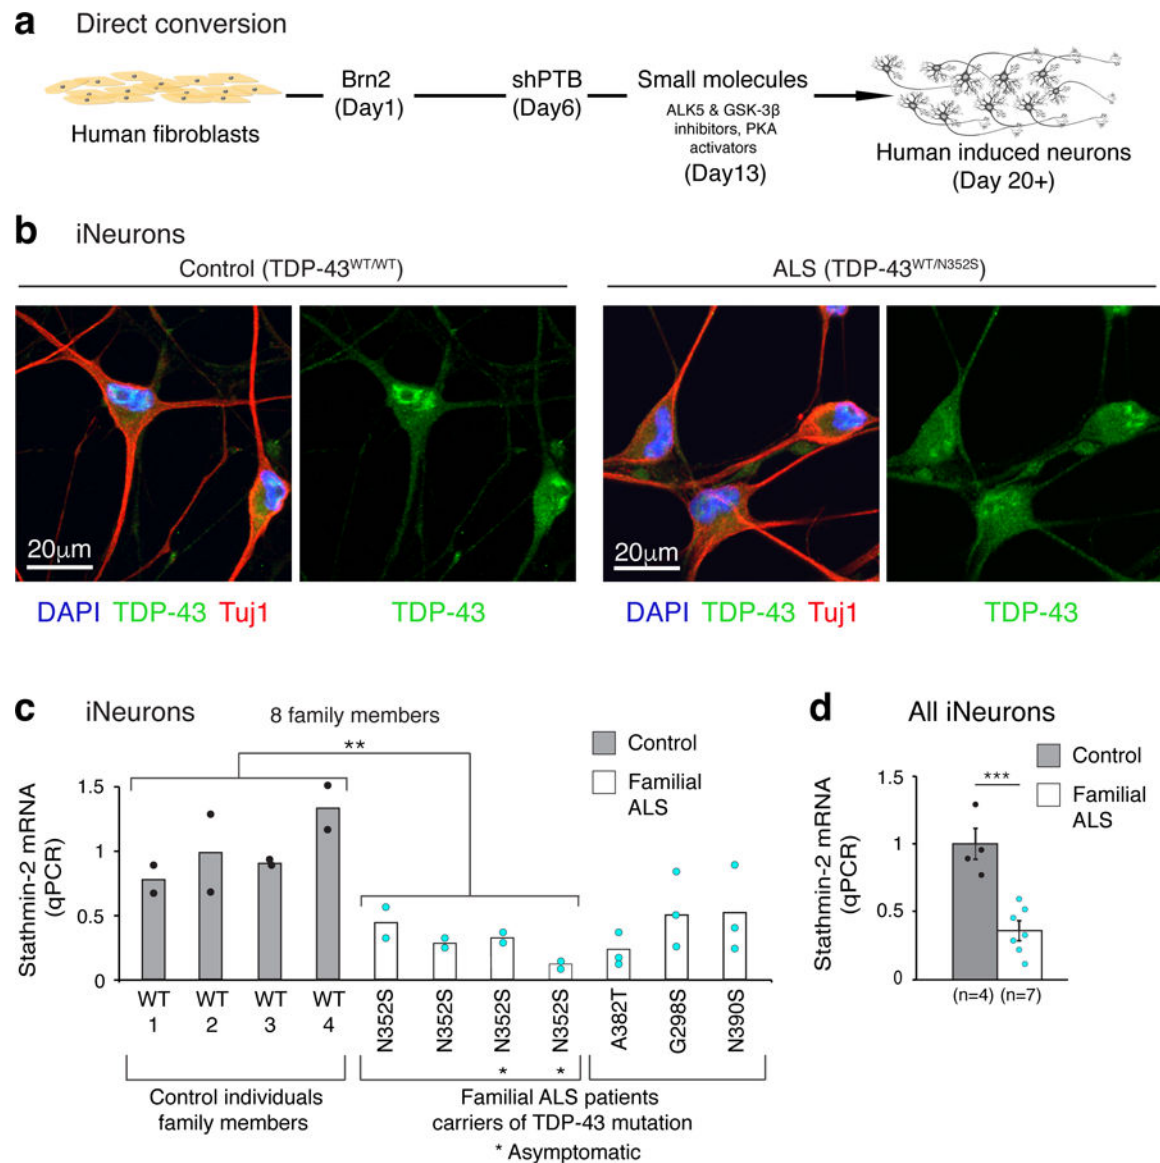 a Direct conversion
Human fibroblasts
Brn2
(Day1)
shPTB
(Day6)
Small molecules
ALK5 & GSK-3β
inhibitors, PKA
activators
(Day13)
Human induced neurons
(Day 20+)
b iNeurons
Control (TDP-43WT/WT)
ALS (TDP-43WT/N352S)
20μm
20μm
DAPI TDP-43 Tuj1
TDP-43
DAPI TDP-43 Tuj1
TDP-43
c iNeurons
8 family members
**
Control
Familial
ALS
Stathmin-2 mRNA
(qPCR)
1.5
1
0.5
0
WT
1
WT
2
WT
3
WT
4
N352S
N352S
N352S
*
N352S
*
A382T
G298S
N390S
Control individuals
family members
Familial ALS patients
carriers of TDP-43 mutation
* Asymptomatic
d All iNeurons
Control
Familial
ALS
***
Stathmin-2 mRNA
(qPCR)
1.5
1
0.5
0
(n=4) (n=7)